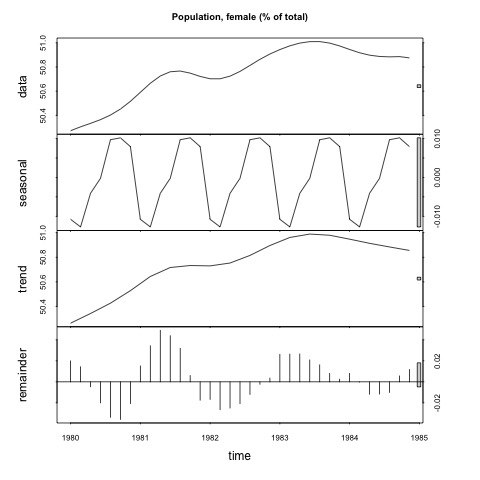 Population, female (% of total)
data
50.4 50.6 50.8 51.0
seasonal
-0.010 0.000 0.010
trend
50.4 50.6 50.8 51.0
remainder
-0.02 0.02
1980 1981 1982 1983 1984 1985
time